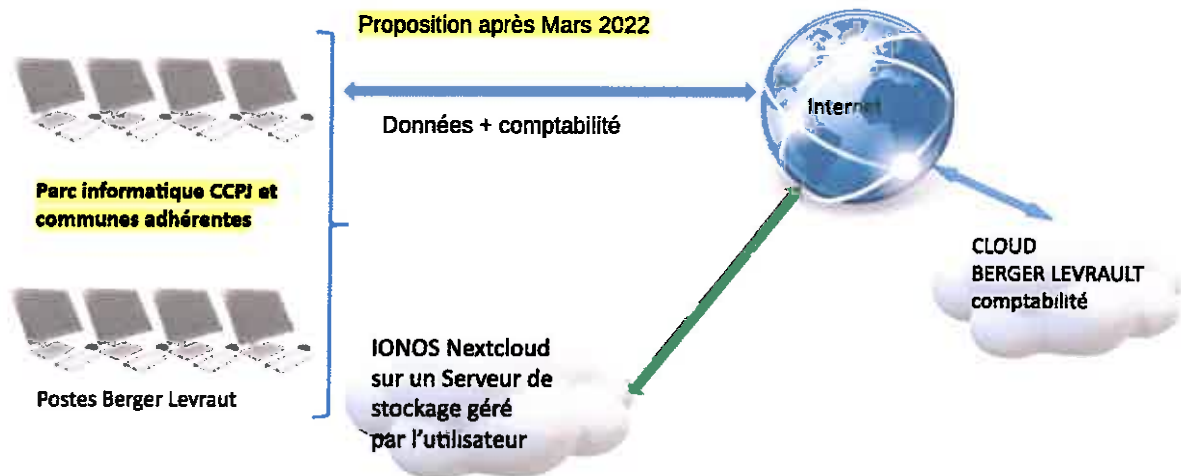 Proposition après Mars 2022
Données + comptabilité
Internet
Parc informatique CCPJ et
communes adhérentes
Postes Berger Levraut
IONOS Nextcloud
sur un Serveur de
stockage géré
par l'utilisateur
CLOUD
BERGER LEVRAULT
comptabilité